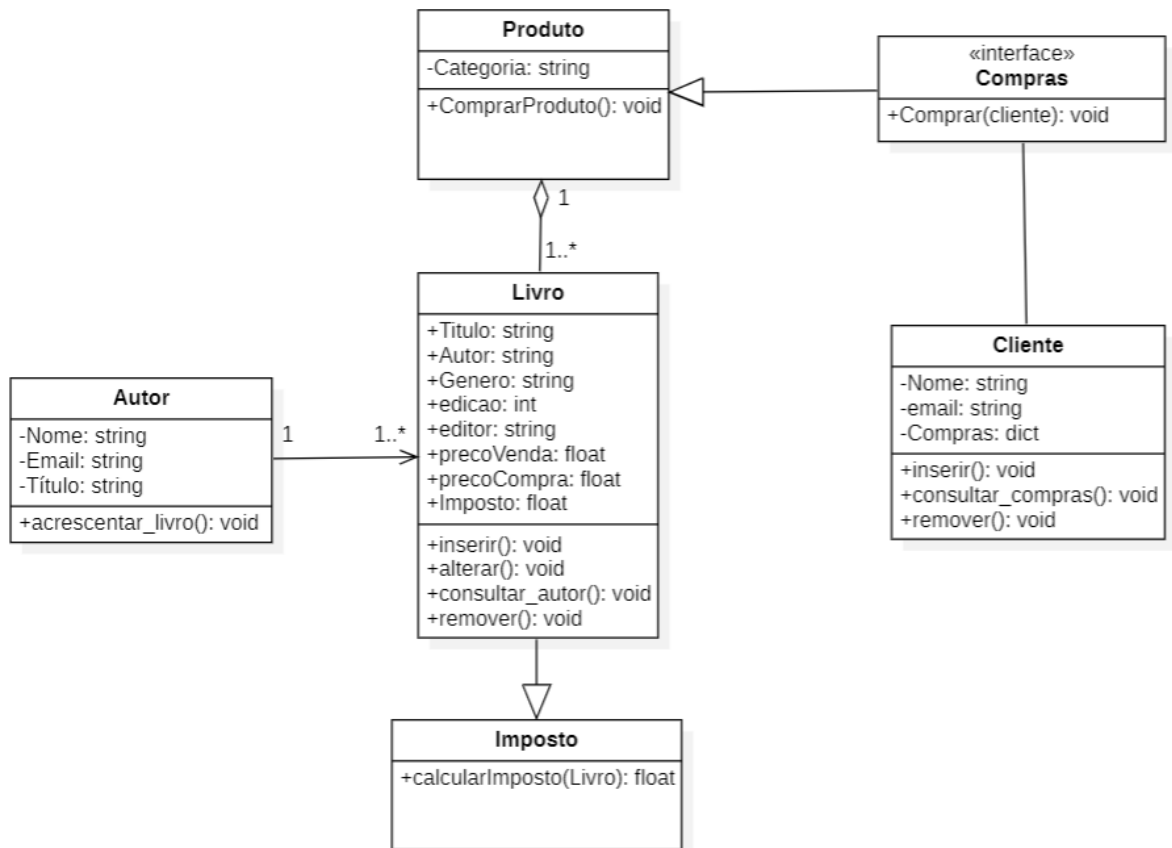 Produto
-Categoria: string
+ComprarProduto(): void
«interface»
Compras
+Comprar(cliente): void
1
1..*
Livro
+Titulo: string
+Autor: string
+Genero: string
+edicao: int
+editor: string
+precoVenda: float
+precoCompra: float
+Imposto: float
+inserir(): void
+alterar(): void
+consultar_autor(): void
+remover(): void
Autor
-Nome: string
-Email: string
-Título: string
+acrescentar_livro(): void
1
1..*
Cliente
-Nome: string
-email: string
-Compras: dict
+inserir(): void
+consultar_compras(): void
+remover(): void
Imposto
+calcularImposto(Livro): float